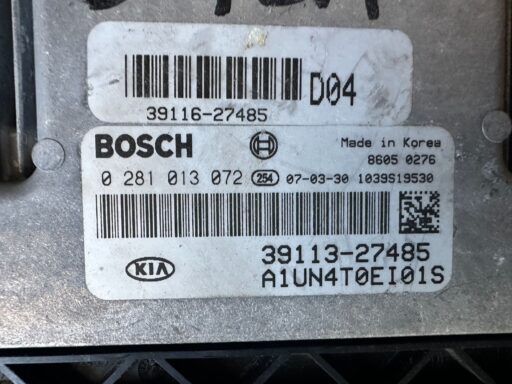 D04
39116-27485
BOSCH
Made in Korea
8605 0276
0 281 013 072 254 07-03-30 1039S19530
KIA
39113-27485
A1UN4T0EI01S